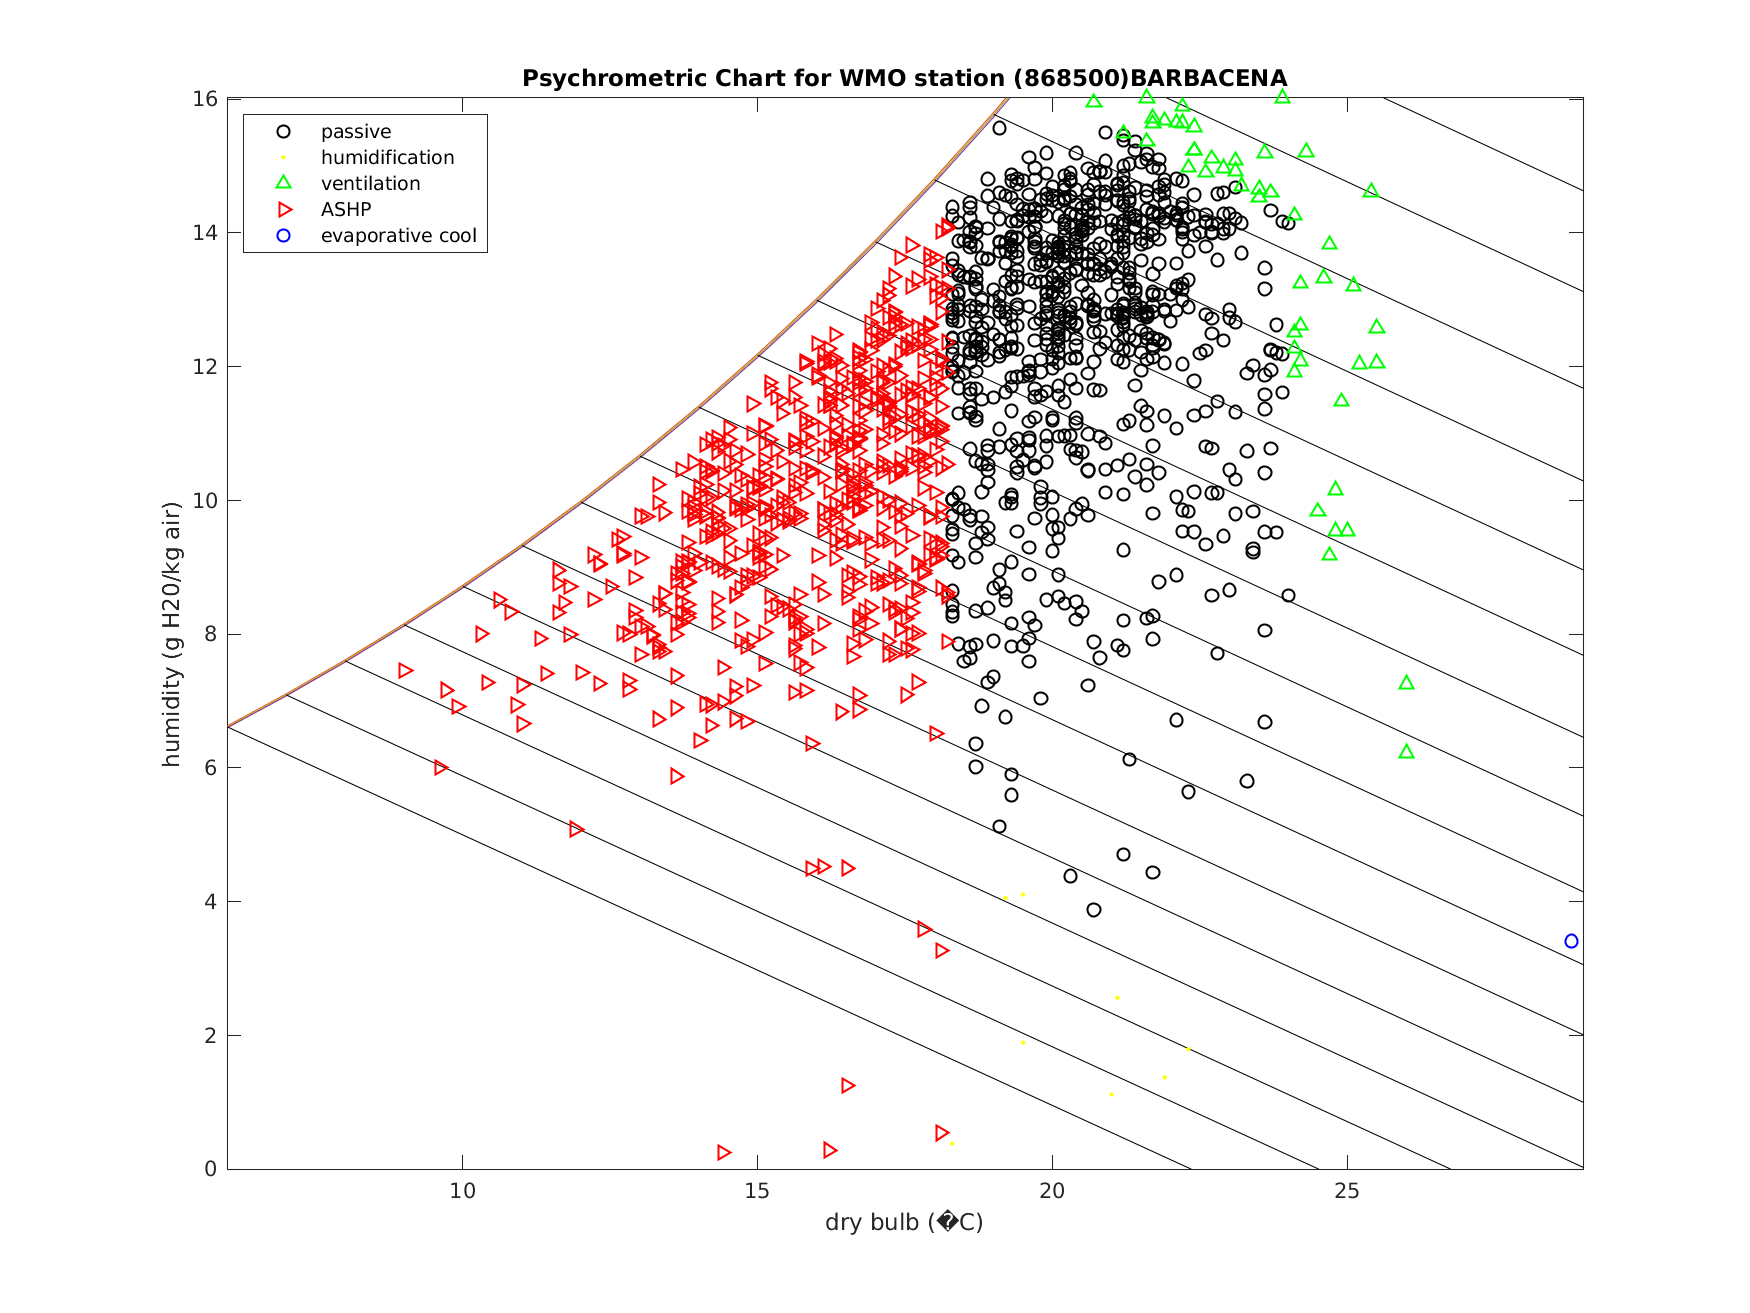 Psychrometric Chart for WMO station (868500)BARBACENA
16
14
12
10
8
6
4
2
0
humidity (g H20/kg air)
passive
humidification
ventilation
ASHP
evaporative cool
10 15 20 25
dry bulb (�C)